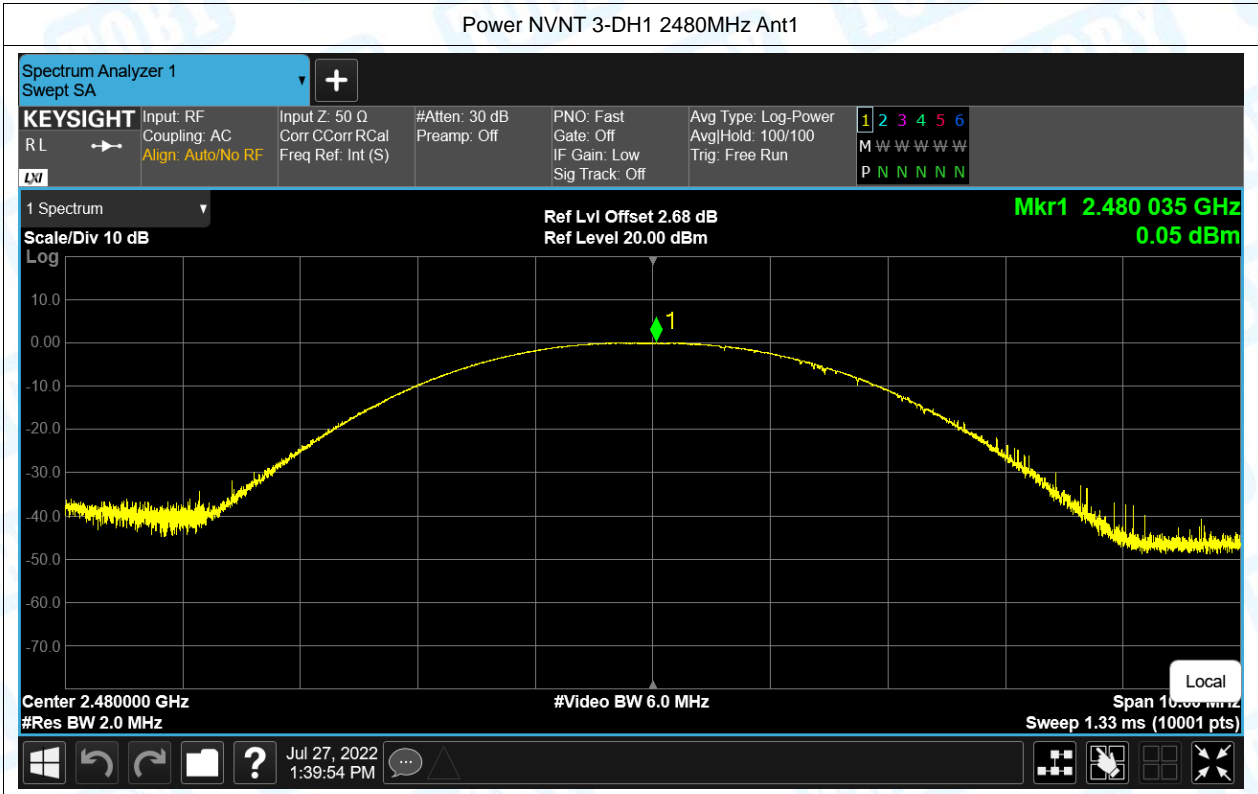 Power NVNT 3-DH1 2480MHz Ant1
Spectrum Analyzer 1
Swept SA
KEYSIGHT
R L
LXI
Input: RF
Coupling: AC
Align: Auto/No RF
Input Z: 50 Ω
Corr CCorr RCal
Freq Ref: Int (S)
#Atten: 30 dB
Preamp: Off
PNO: Fast
Gate: Off
IF Gain: Low
Sig Track: Off
Avg Type: Log-Power
Avg|Hold: 100/100
Trig: Free Run
1 2 3 4 5 6
M W W W W W
P N N N N N
1 Spectrum
Scale/Div 10 dB
Ref Lvl Offset 2.68 dB
Ref Level 20.00 dBm
Mkr1 2.480 035 GHz
0.05 dBm
Log
10.0
0.00
-10.0
-20.0
-30.0
-40.0
-50.0
-60.0
-70.0
1
Center 2.480000 GHz
#Res BW 2.0 MHz
#Video BW 6.0 MHz
Span 10.00 MHz
Sweep 1.33 ms (10001 pts)
Local
?
Jul 27, 2022
1:39:54 PM